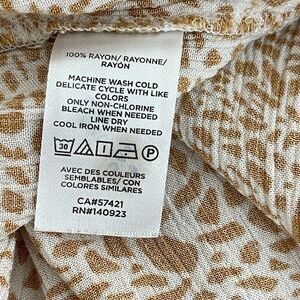 100% RAYON/RAYONNE/
RAYÓN
MACHINE WASH COLD
DELICATE CYCLE WITH LIKE
COLORS
ONLY NON-CHLORINE
BLEACH WHEN NEEDED
LINE DRY
COOL IRON WHEN NEEDED
30 P
AVEC DES COULEURS
SEMBLABLES/ CON
COLORES SIMILARES
CA#57421
RN#140923